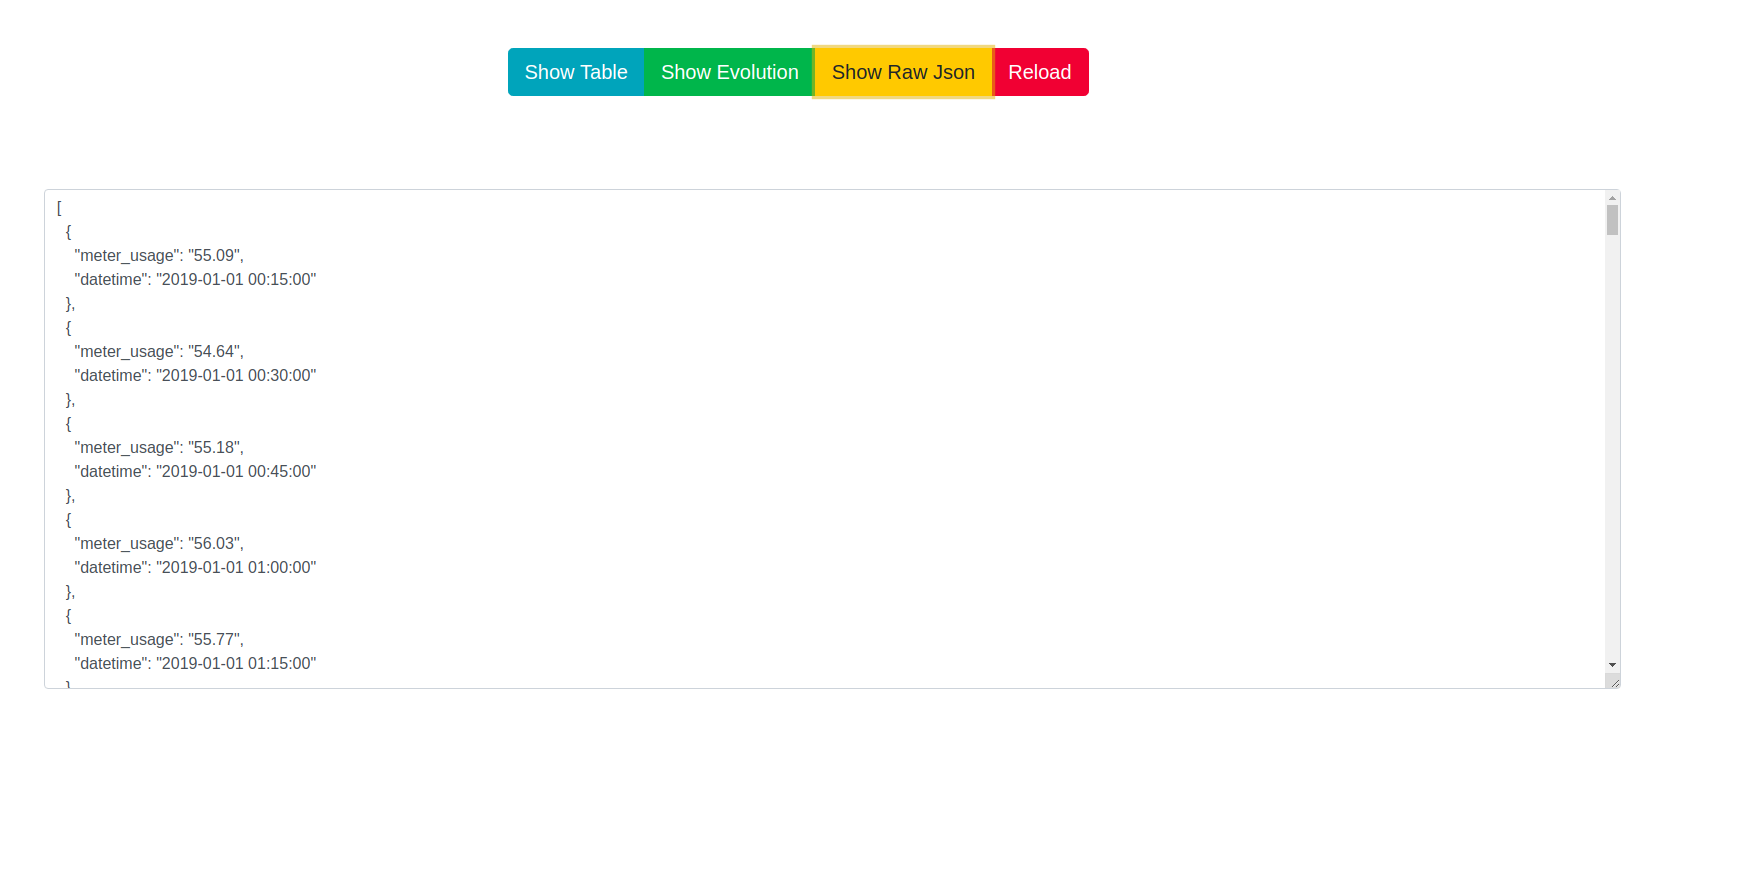 Show Table Show Evolution Show Raw Json Reload
[
{
"meter_usage": "55.09",
"datetime": "2019-01-01 00:15:00"
},
{
"meter_usage": "54.64",
"datetime": "2019-01-01 00:30:00"
},
{
"meter_usage": "55.18",
"datetime": "2019-01-01 00:45:00"
},
{
"meter_usage": "56.03",
"datetime": "2019-01-01 01:00:00"
},
{
"meter_usage": "55.77",
"datetime": "2019-01-01 01:15:00"
}